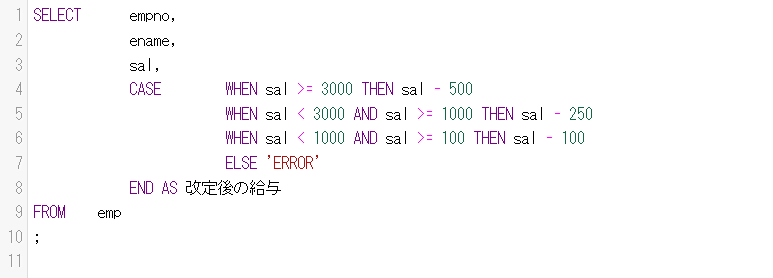 1 SELECT empno,
2 ename,
3 sal,
4 CASE WHEN sal >= 3000 THEN sal - 500
5 WHEN sal < 3000 AND sal >= 1000 THEN sal - 250
6 WHEN sal < 1000 AND sal >= 100 THEN sal - 100
7 ELSE 'ERROR'
8 END AS 改定後の給与
9 FROM emp
10 ;
11